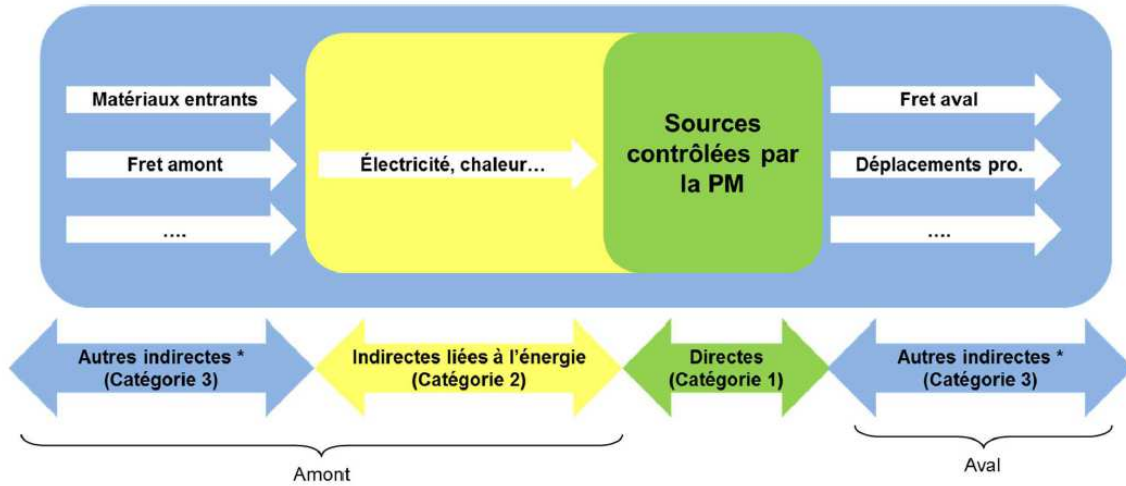 Matériaux entrants
Fret amont
….
Électricité, chaleur…
Sources
contrôlées par
la PM
Fret aval
Déplacements pro.
….
Autres indirectes *
(Catégorie 3)
Indirectes liées à l’énergie
(Catégorie 2)
Directes
(Catégorie 1)
Autres indirectes *
(Catégorie 3)
Amont
Aval